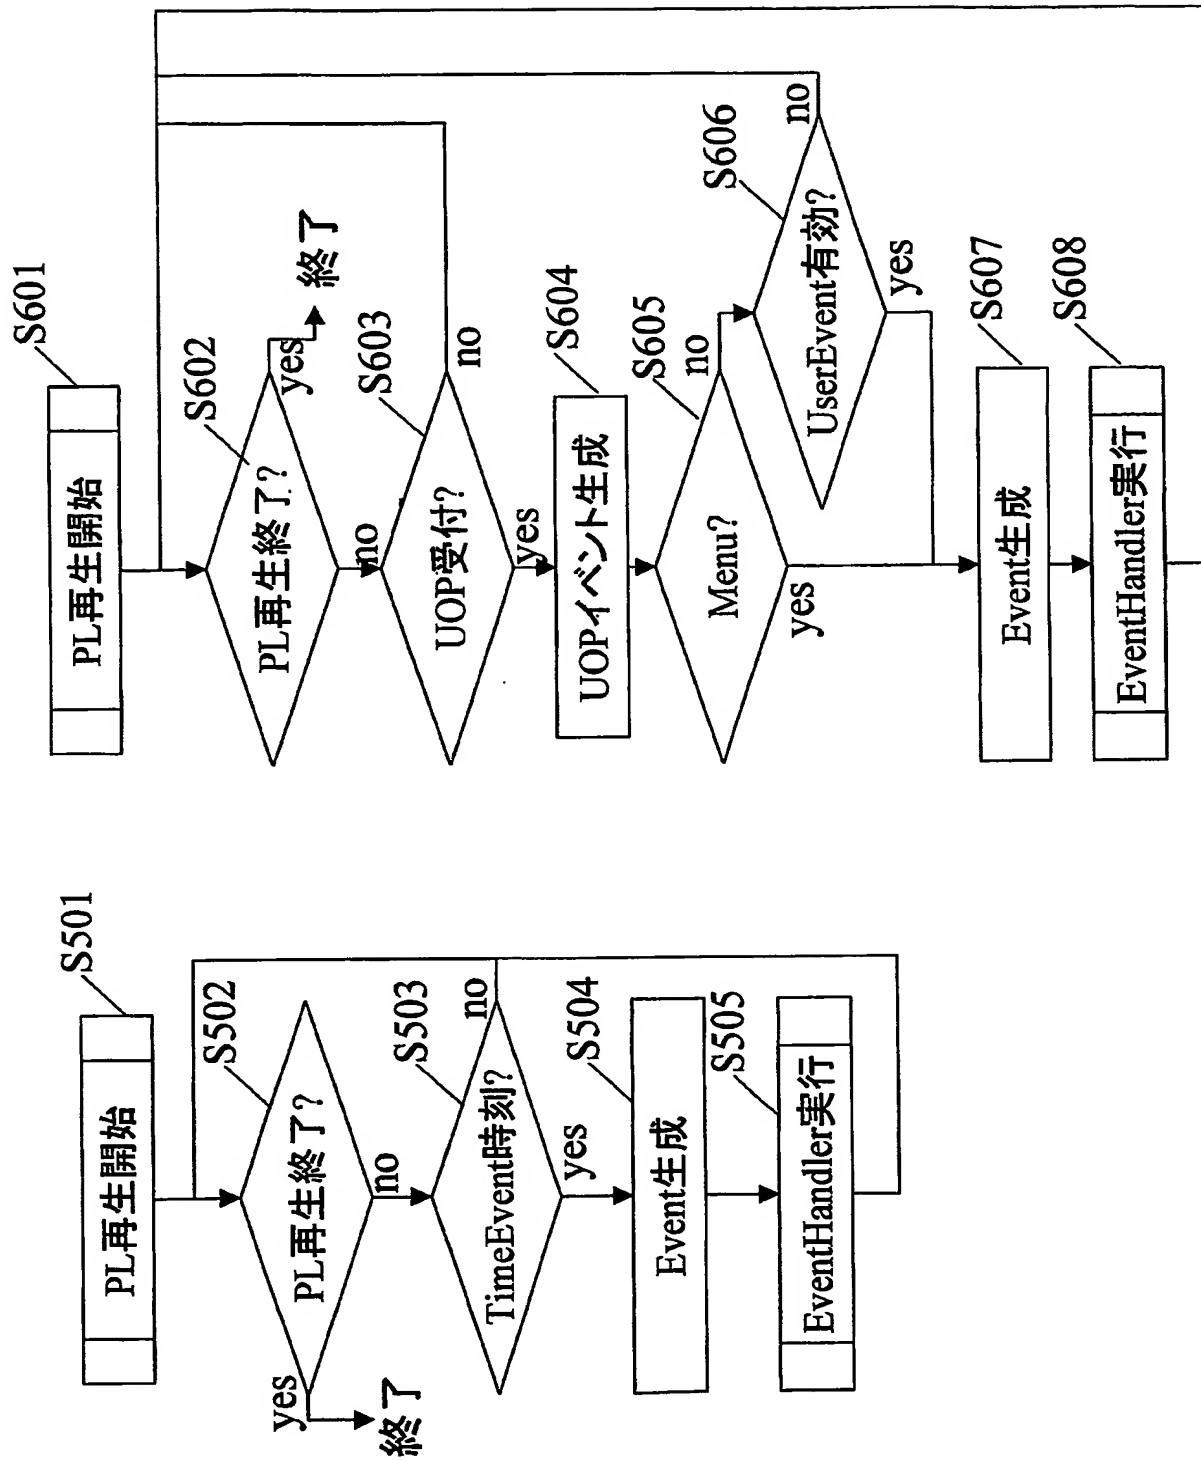 S501
PL再生開始
S502
PL再生終了?
yes
終了
no
S503
TimeEvent時刻?
no
yes
S504
Event生成
S505
EventHandler実行
S601
PL再生開始
S602
PL再生終了?
yes
終了
no
S603
UOP受付?
no
yes
S604
UOPイベント生成
S605
Menu?
no
yes
S606
UserEvent有効?
no
yes
S607
Event生成
S608
EventHandler実行